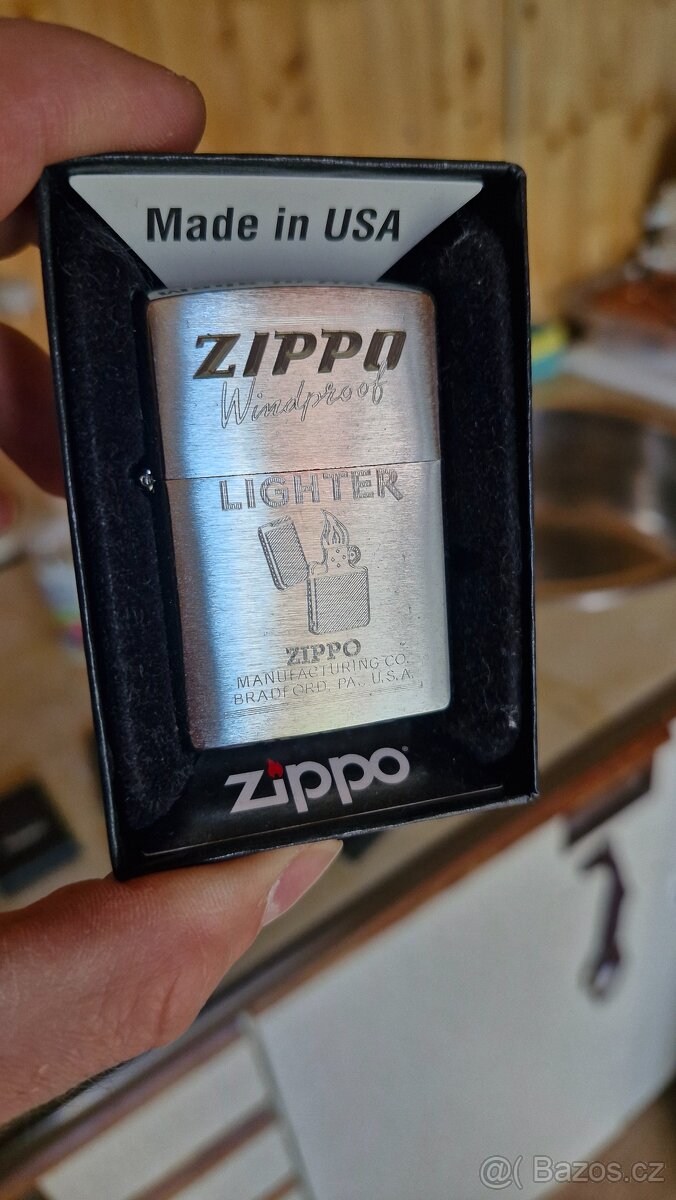 Made in USA
ZIPPO
Windproof
LIGHTER
ZIPPO
MANUFACTURING CO.
BRADFORD, PA., U.S.A.
zippo®
@( Bazos.cz